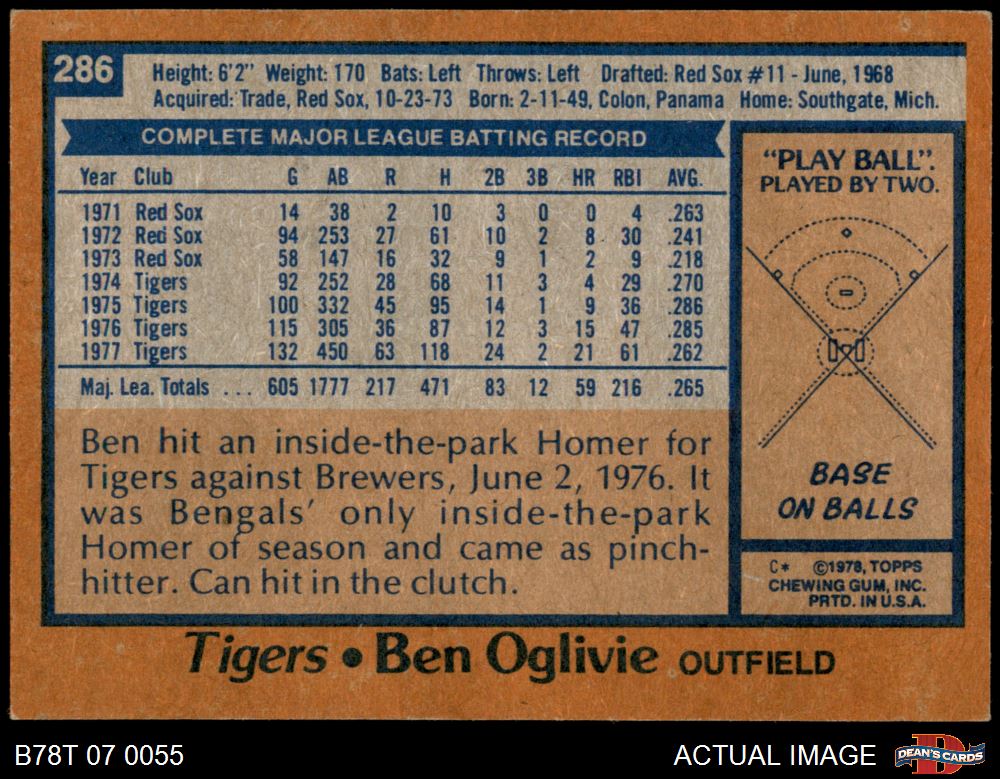 286
Height: 6'2" Weight: 170 Bats: Left Throws: Left Drafted: Red Sox #11 - June, 1968
Acquired: Trade, Red Sox, 10-23-73 Born: 2-11-49, Colon, Panama Home: Southgate, Mich.
COMPLETE MAJOR LEAGUE BATTING RECORD
Year Club G AB R H 2B 3B HR RBI AVG.
1971 Red Sox 14 38 2 10 3 0 0 4 .263
1972 Red Sox 94 253 27 61 10 2 8 30 .241
1973 Red Sox 58 147 16 32 9 1 2 9 .218
1974 Tigers 92 252 28 68 11 3 4 29 .270
1975 Tigers 100 332 45 95 14 1 9 36 .286
1976 Tigers 115 305 36 87 12 3 15 47 .285
1977 Tigers 132 450 63 118 24 2 21 61 .262
Maj. Lea. Totals . . . 605 1777 217 471 83 12 59 216 .265
Ben hit an inside-the-park Homer for
Tigers against Brewers, June 2, 1976. It
was Bengals' only inside-the-park
Homer of season and came as pinch-
hitter. Can hit in the clutch.
"PLAY BALL".
PLAYED BY TWO.
BASE
ON BALLS
C* ©1978, TOPPS
CHEWING GUM, INC.
PRTD. IN U.S.A.
Tigers • Ben Oglivie OUTFIELD
B78T 07 0055
ACTUAL IMAGE
DEAN'S CARDS